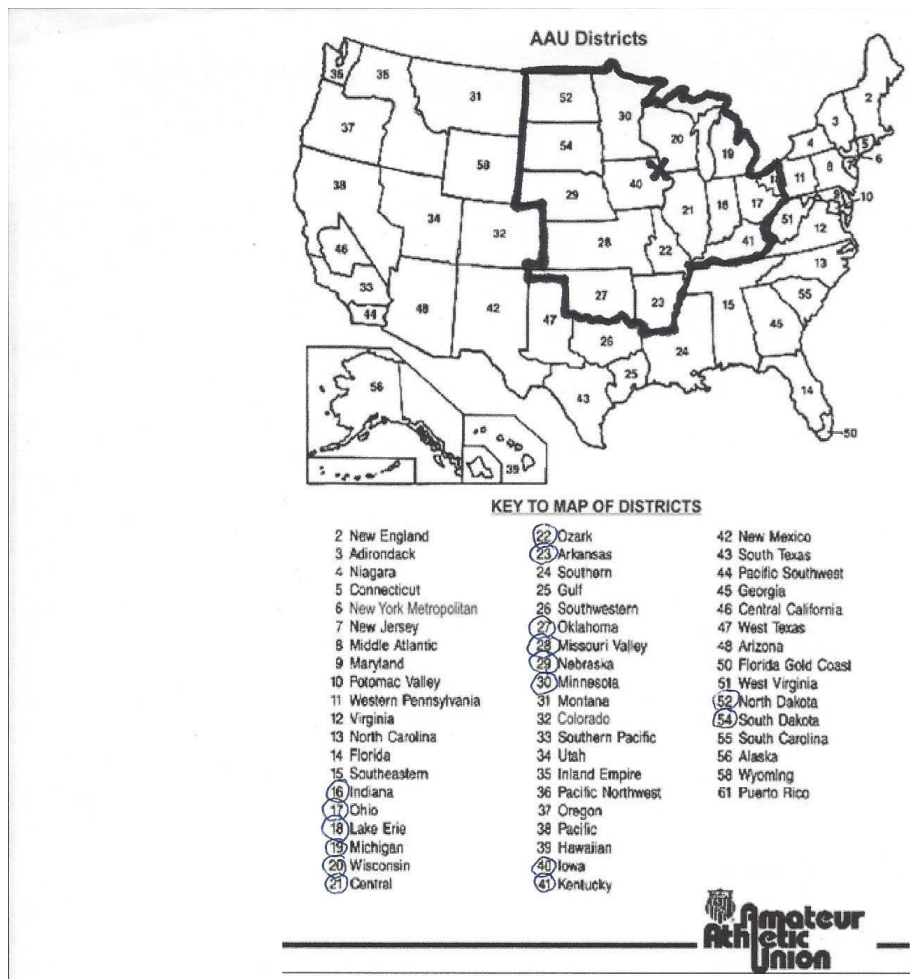 AAU Districts
36
35
31
52
30
2
37
58
54
20
3
4
5
6
19
38
34
32
29
40
21
16
17
11
8
7
9
10
51
12
46
28
22
41
13
33
44
48
42
47
27
23
15
45
55
26
24
25
43
14
50
56
39
KEY TO MAP OF DISTRICTS
2 New England
3 Adirondack
4 Niagara
5 Connecticut
6 New York Metropolitan
7 New Jersey
8 Middle Atlantic
9 Maryland
10 Potomac Valley
11 Western Pennsylvania
12 Virginia
13 North Carolina
14 Florida
15 Southeastern
16 Indiana
17 Ohio
18 Lake Erie
19 Michigan
20 Wisconsin
21 Central
22 Ozark
23 Arkansas
24 Southern
25 Gulf
26 Southwestern
27 Oklahoma
28 Missouri Valley
29 Nebraska
30 Minnesota
31 Montana
32 Colorado
33 Southern Pacific
34 Utah
35 Inland Empire
36 Pacific Northwest
37 Oregon
38 Pacific
39 Hawaiian
40 Iowa
41 Kentucky
42 New Mexico
43 South Texas
44 Pacific Southwest
45 Georgia
46 Central California
47 West Texas
48 Arizona
50 Florida Gold Coast
51 West Virginia
52 North Dakota
54 South Dakota
55 South Carolina
56 Alaska
58 Wyoming
61 Puerto Rico
Amateur
Athletic
Union